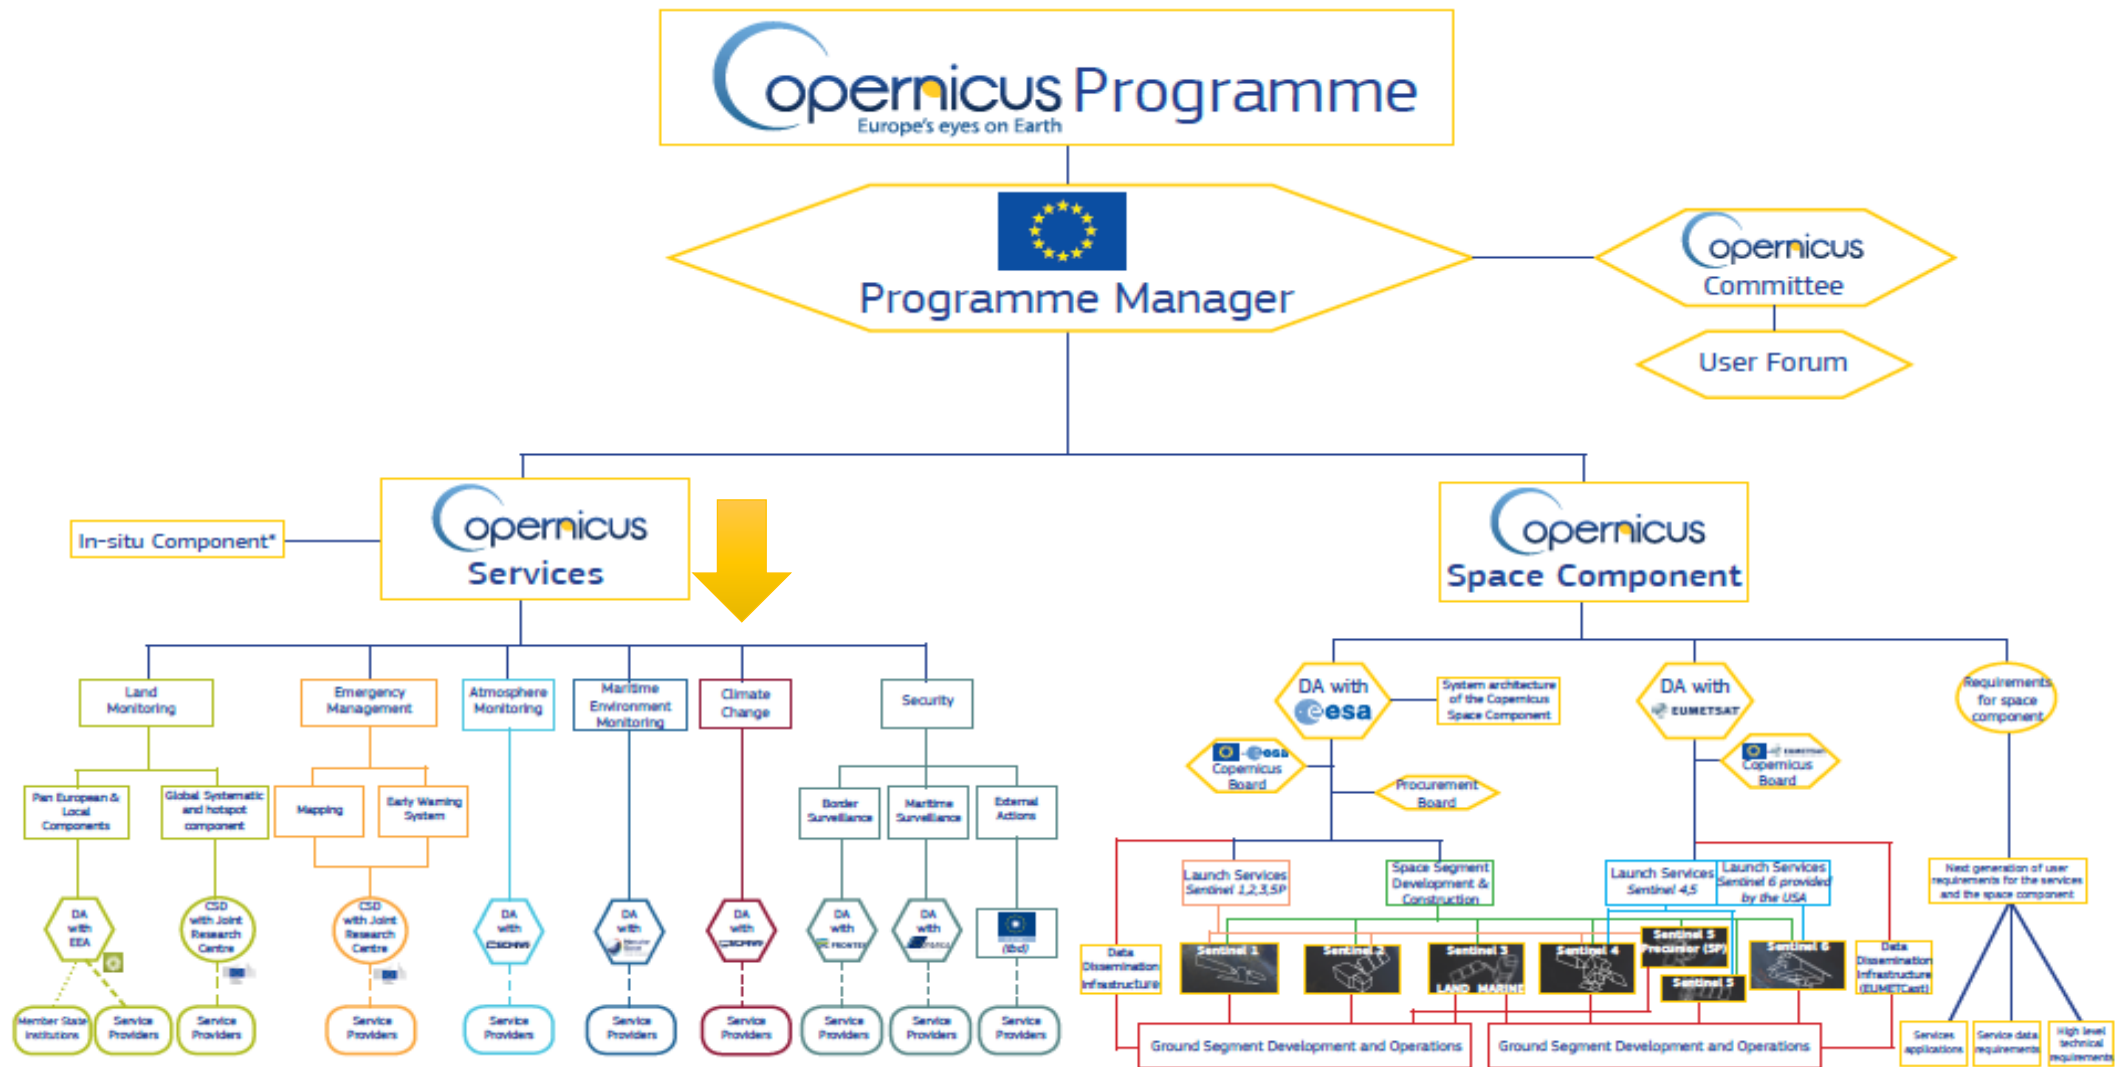 Copernicus Programme
Europe's eyes on Earth
Programme Manager
Copernicus
Committee
User Forum
In-situ Component*
Copernicus
Services
Copernicus
Space Component
Land
Monitoring
Emergency
Management
Atmosphere
Monitoring
Maritime
Environment
Monitoring
Climate
Change
Security
Pan European &
Local
Components
Global Systematic
and hotspot
component
Mapping
Early Warning
System
Border
Surveillance
Maritime
Surveillance
External
Actions
DA
with
EEA
CSD
with Joint
Research
Centre
CSD
with Joint
Research
Centre
DA
with
ECMWF
DA
with
Mercator
Ocean
DA
with
ECMWF
DA
with
FRONTEX
DA
with
(tbd)
Member State
Institutions
Service
Providers
Service
Providers
Service
Providers
Service
Providers
Service
Providers
Service
Providers
Service
Providers
Service
Providers
Service
Providers
DA with
esa
System architecture
of the Copernicus
Space Component
DA with
EUMETSAT
Requirements
for space
component
esa
Copernicus
Board
Procurement
Board
EUMETSAT
Copernicus
Board
Launch Services
Sentinel 1,2,3,5P
Space Segment
Development &
Construction
Launch Services
Sentinel 4,5
Launch Services
Sentinel 6 provided
by the USA
Next generation of user
requirements for the services
and the space component
Data
Dissemination
Infrastructure
Sentinel 1
Sentinel 2
Sentinel 3
LAND MARINE
Sentinel 4
Sentinel 5
Precursor (5P)
Sentinel 5
Sentinel 6
Data
Dissemination
Infrastructure
(EUMETCast)
Ground Segment Development and Operations
Ground Segment Development and Operations
Services
applications
Service data
requirements
High level
technical
requirements